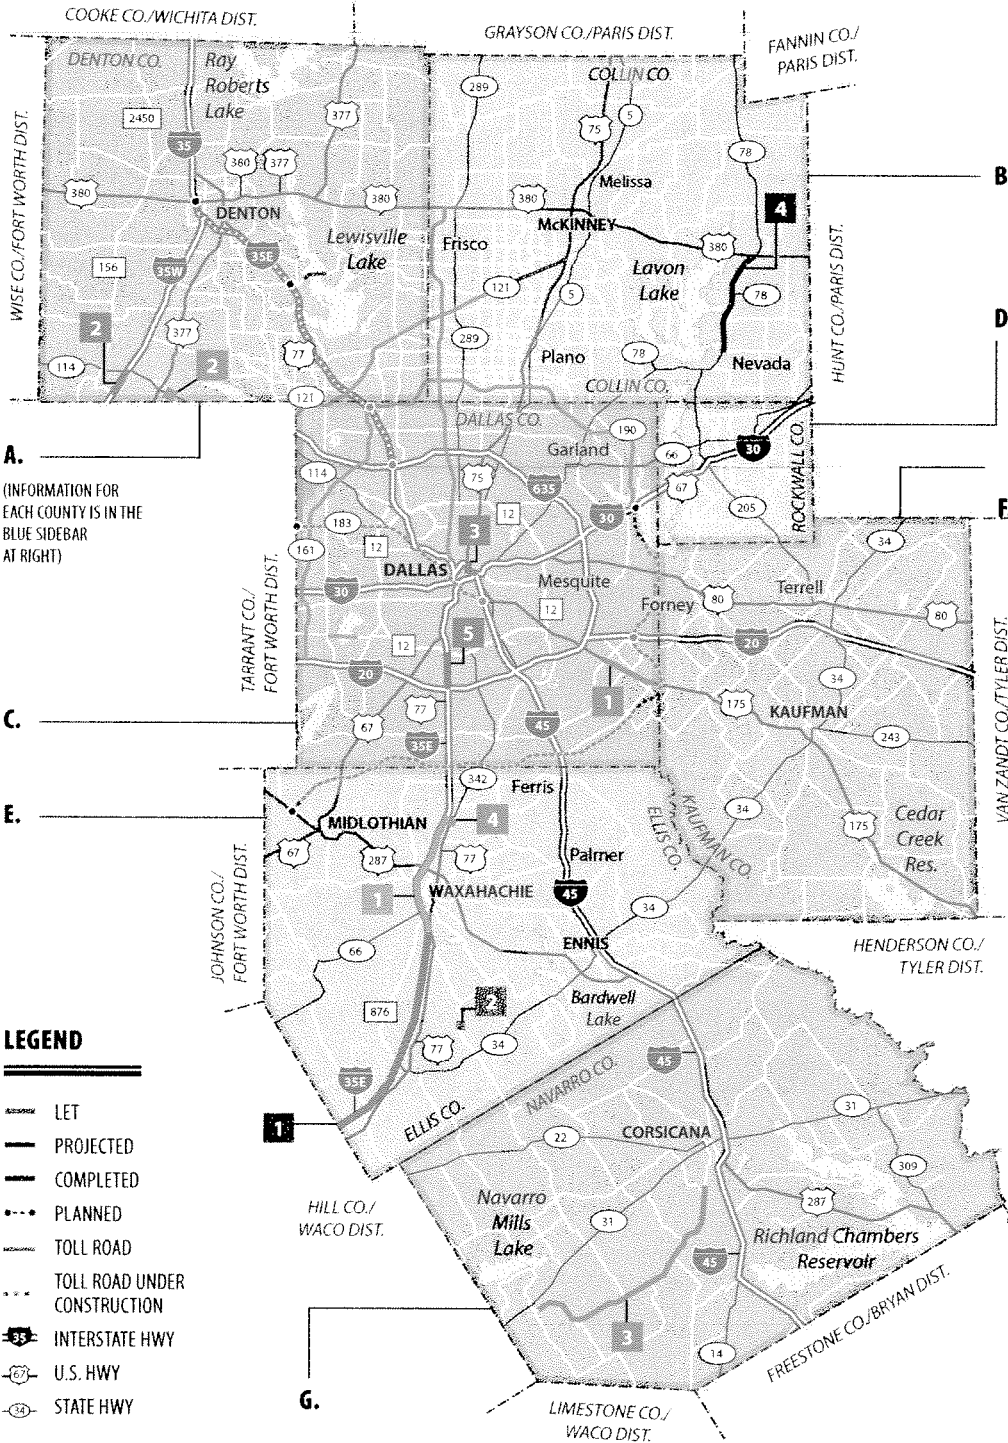 COOKE CO./WICHITA DIST.
GRAYSON CO./PARIS DIST.
FANNIN CO./
PARIS DIST.
DENTON CO.
Ray
Roberts
Lake
COLLIN CO.
289
5
75
2450
377
35
78
WISE CO./FORT WORTH DIST.
380
377
B
Melissa
380
380
380
4
DENTON
McKINNEY
Lewisville
Lake
Frisco
380
35E
156
35W
Lavon
Lake
HUNT CO./PARIS DIST.
121
5
78
D
2
377
289
77
Plano
78
Nevada
114
2
COLLIN CO.
121
DALLAS CO.
190
A.
(INFORMATION FOR
EACH COUNTY IS IN THE
BLUE SIDEBAR
AT RIGHT)
Garland
66
30
114
75
635
67
ROCKWALL CO.
205
F
183
12
3
30
34
161
12
DALLAS
Mesquite
Terrell
30
Forney
80
80
TARRANT CO./
FORT WORTH DIST.
12
5
12
20
20
34
1
175
KAUFMAN
C.
67
77
45
35E
243
VAN ZANDT CO./TYLER DIST.
342
Ferris
34
E.
MIDLOTHIAN
4
ELLIS CO.
KAUFMAN CO.
175
Cedar
Creek
Res.
67
287
77
Palmer
JOHNSON CO./
FORT WORTH DIST.
1
WAXAHACHIE
45
34
66
ENNIS
HENDERSON CO./
TYLER DIST.
Bardwell
Lake
876
2
LEGEND
77
34
45
35E
NAVARRO CO.
LET
1
ELLIS CO.
31
PROJECTED
22
CORSICANA
COMPLETED
309
PLANNED
HILL CO./
WACO DIST.
Navarro
Mills
Lake
31
287
TOLL ROAD
Richland Chambers
Reservoir
45
TOLL ROAD UNDER
CONSTRUCTION
35 INTERSTATE HWY
3
14
67 U.S. HWY
FREESTONE CO./BRYAN DIST.
34 STATE HWY
G.
LIMESTONE CO./
WACO DIST.